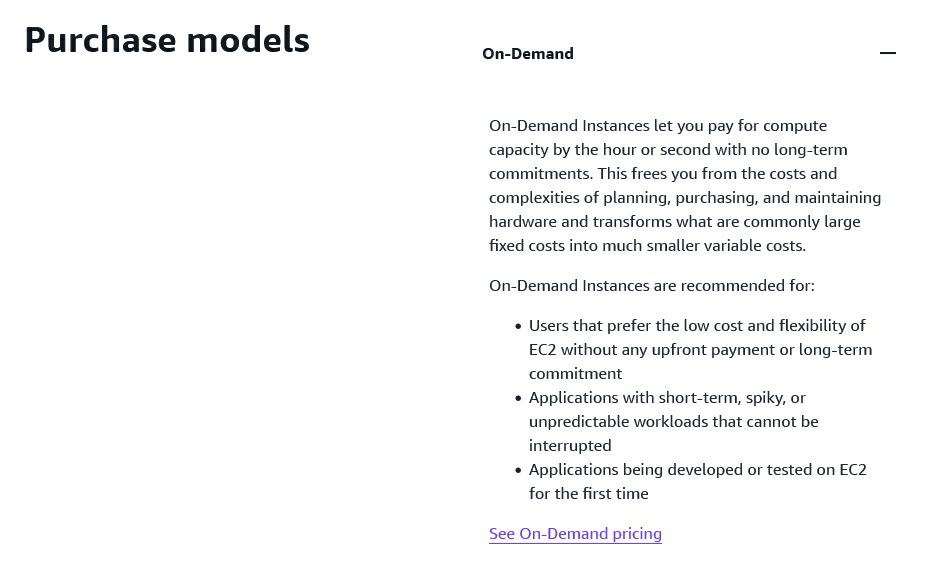 Purchase models
On-Demand
On-Demand Instances let you pay for compute
capacity by the hour or second with no long-term
commitments. This frees you from the costs and
complexities of planning, purchasing, and maintaining
hardware and transforms what are commonly large
fixed costs into much smaller variable costs.
On-Demand Instances are recommended for:
• Users that prefer the low cost and flexibility of
EC2 without any upfront payment or long-term
commitment
• Applications with short-term, spiky, or
unpredictable workloads that cannot be
interrupted
• Applications being developed or tested on EC2
for the first time
See On-Demand pricing